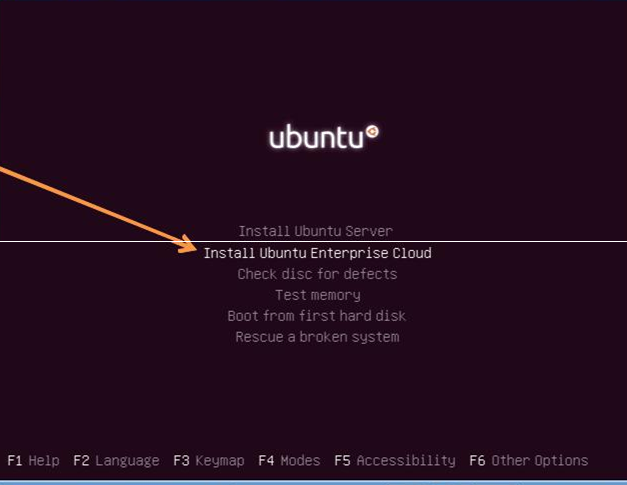 ubuntu
Install Ubuntu Server
Install Ubuntu Enterprise Cloud
Check disc for defects
Test memory
Boot from first hard disk
Rescue a broken system
F1 Help F2 Language F3 Keymap F4 Modes F5 Accessibility F6 Other Options